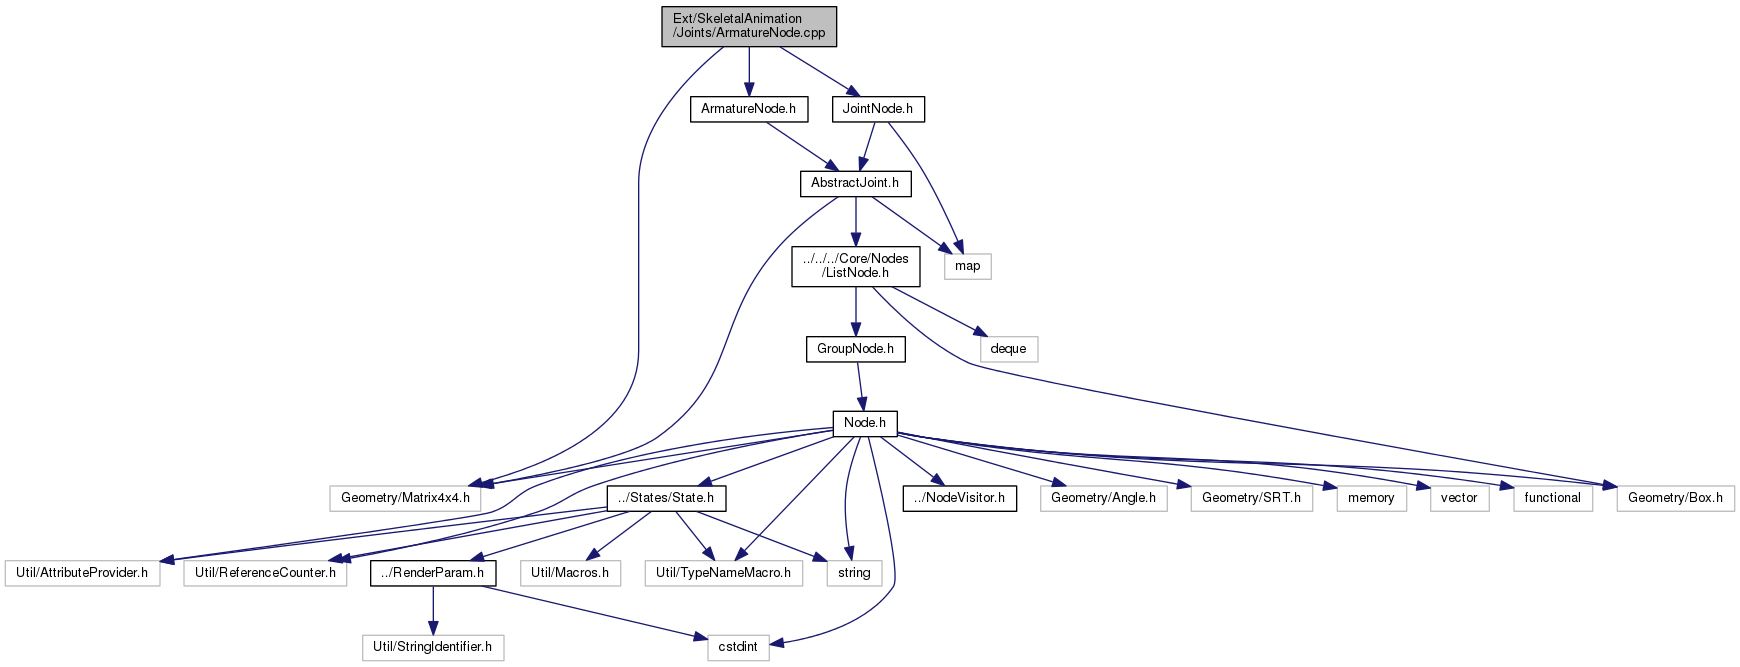 Ext/SkeletalAnimation
/Joints/ArmatureNode.cpp
ArmatureNode.h
JointNode.h
AbstractJoint.h
../../../Core/Nodes
/ListNode.h
map
GroupNode.h
deque
Node.h
Geometry/Matrix4x4.h
../States/State.h
../NodeVisitor.h
Geometry/Angle.h
Geometry/SRT.h
memory
vector
functional
Geometry/Box.h
Util/AttributeProvider.h
Util/ReferenceCounter.h
../RenderParam.h
Util/Macros.h
Util/TypeNameMacro.h
string
Util/StringIdentifier.h
cstdint